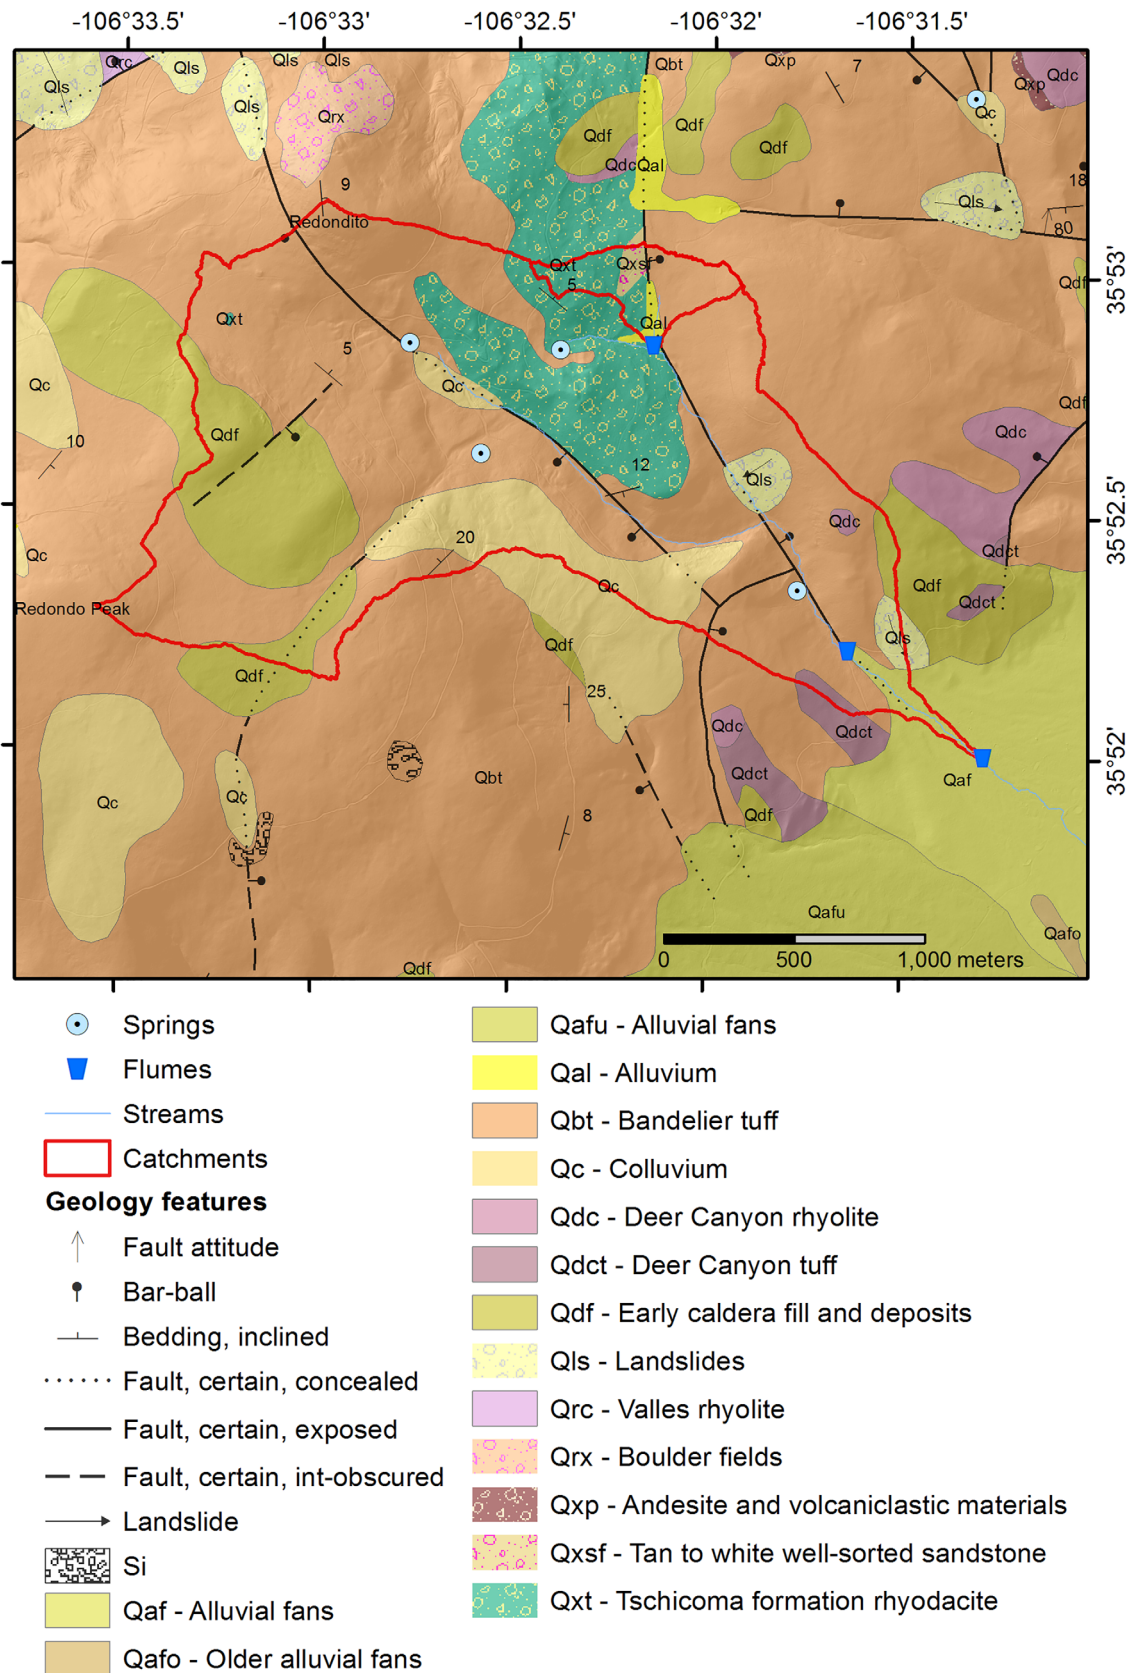 -106°33.5' -106°33' -106°32.5' -106°32' -106°31.5'
Qrc Qls Qls Qls Qbt Qxp 7 Qxp Qdc
Qls Qls Qrx Qdf Qdf Qdf Qc
Qdc Qal
9 Qls 18
Redondito 80
Qxt Qxsf 35°53'
5 Qdf
Qxt Qal
5
Qc Qc Qdf
Qdf Qdc
10 12
Qls
Qdc 35°52.5'
Qc 20 Qdct
Qc Qdf
Redondo Peak Qdct
Qdf Qls
Qdf
25
Qdc Qdct
Qbt Qdct Qaf 35°52'
Qc Qc
8 Qdf
Qafu
Qafo
Qdf
0 500 1,000 meters
Springs
Flumes
Streams
Catchments
Geology features
Fault attitude
Bar-ball
Bedding, inclined
Fault, certain, concealed
Fault, certain, exposed
Fault, certain, int-obscured
Landslide
Si
Qaf - Alluvial fans
Qafo - Older alluvial fans
Qafu - Alluvial fans
Qal - Alluvium
Qbt - Bandelier tuff
Qc - Colluvium
Qdc - Deer Canyon rhyolite
Qdct - Deer Canyon tuff
Qdf - Early caldera fill and deposits
Qls - Landslides
Qrc - Valles rhyolite
Qrx - Boulder fields
Qxp - Andesite and volcaniclastic materials
Qxsf - Tan to white well-sorted sandstone
Qxt - Tschicoma formation rhyodacite